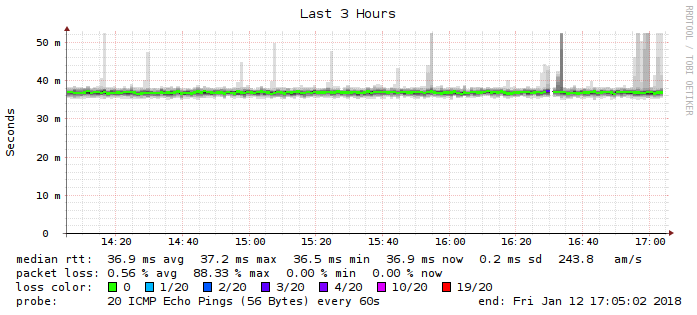 Last 3 Hours
RRDTOOL / TOBI OETIKER
Seconds
50 m
40 m
30 m
20 m
10 m
0
14:20 14:40 15:00 15:20 15:40 16:00 16:20 16:40 17:00
median rtt: 36.9 ms avg 37.2 ms max 36.5 ms min 36.9 ms now 0.2 ms sd 243.8 am/s
packet loss: 0.56 % avg 88.33 % max 0.00 % min 0.00 % now
loss color: 0 1/20 2/20 3/20 4/20 10/20 19/20
probe: 20 ICMP Echo Pings (56 Bytes) every 60s end: Fri Jan 12 17:05:02 2018